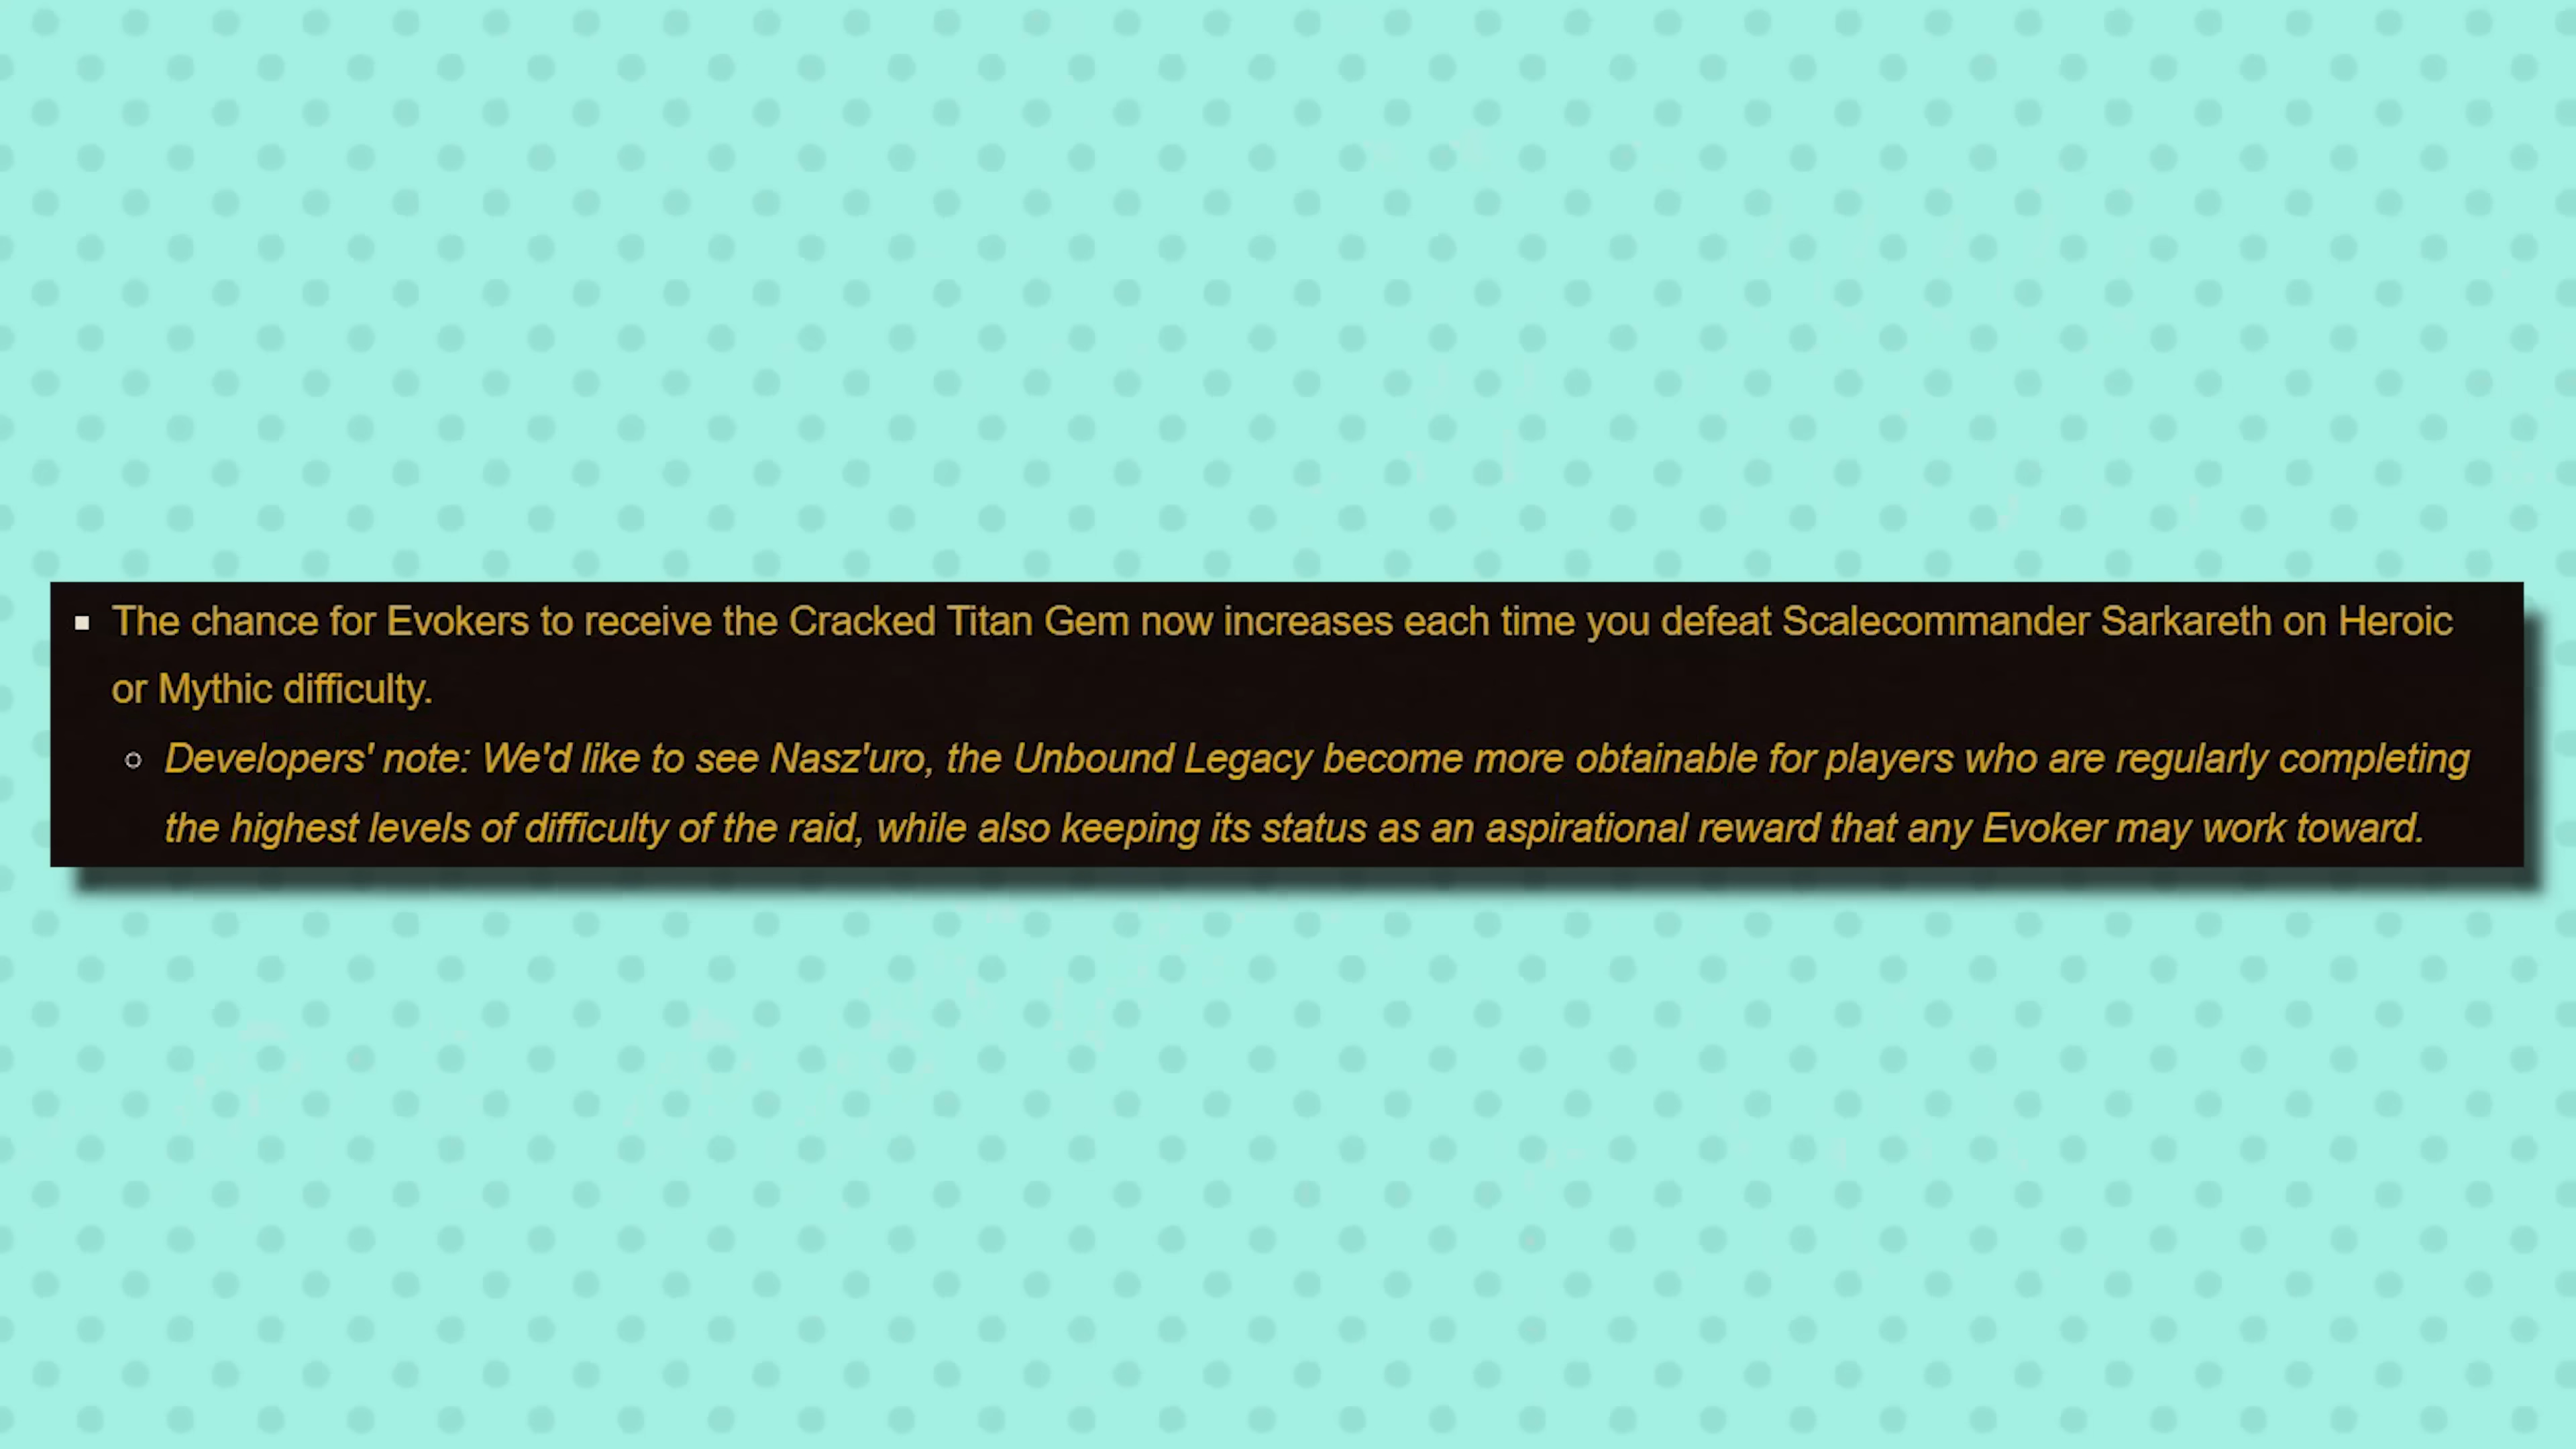 The chance for Evokers to receive the Cracked Titan Gem now increases each time you defeat Scalecommander Sarkareth on Heroic
or Mythic difficulty.
Developers' note: We'd like to see Nasz'uro, the Unbound Legacy become more obtainable for players who are regularly completing
the highest levels of difficulty of the raid, while also keeping its status as an aspirational reward that any Evoker may work toward.